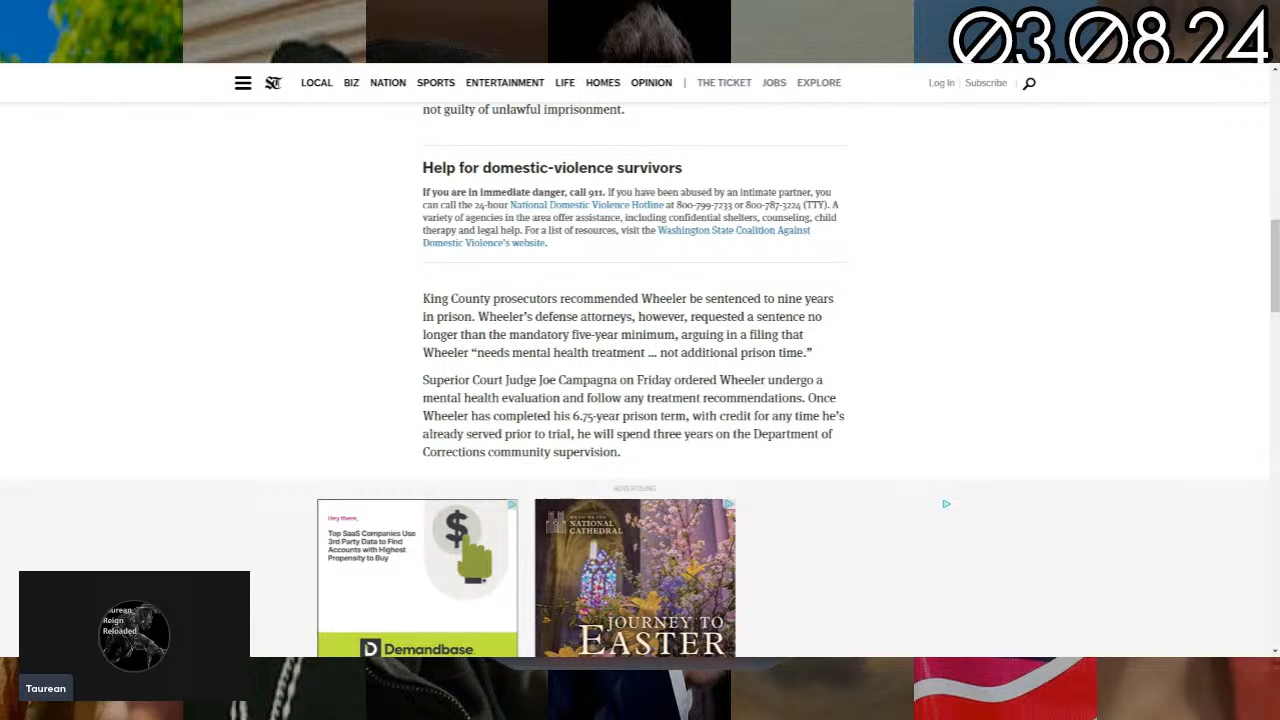 03.08.24
LOCAL BIZ NATION SPORTS ENTERTAINMENT LIFE HOMES OPINION | THE TICKET JOBS EXPLORE Log In | Subscribe
not guilty of unlawful imprisonment.
Help for domestic-violence survivors
If you are in immediate danger, call 911. If you have been abused by an intimate partner, you
can call the 24-hour National Domestic Violence Hotline at 800-799-7233 or 800-787-3224 (TTY). A
variety of agencies in the area offer assistance, including confidential shelters, counseling, child
therapy and legal help. For a list of resources, visit the Washington State Coalition Against
Domestic Violence's website.
King County prosecutors recommended Wheeler be sentenced to nine years
in prison. Wheeler's defense attorneys, however, requested a sentence no
longer than the mandatory five-year minimum, arguing in a filing that
Wheeler “needs mental health treatment … not additional prison time.”
Superior Court Judge Joe Campagna on Friday ordered Wheeler undergo a
mental health evaluation and follow any treatment recommendations. Once
Wheeler has completed his 6.75-year prison term, with credit for any time he's
already served prior to trial, he will spend three years on the Department of
Corrections community supervision.
ADVERTISING
Hey there,
Top SaaS Companies Use
3rd Party Data to Find
Accounts with Highest
Propensity to Buy
Demandbase
WASHINGTON
NATIONAL
CATHEDRAL
JOURNEY TO
EASTER
Taurean
Reign
Reloaded
Taurean